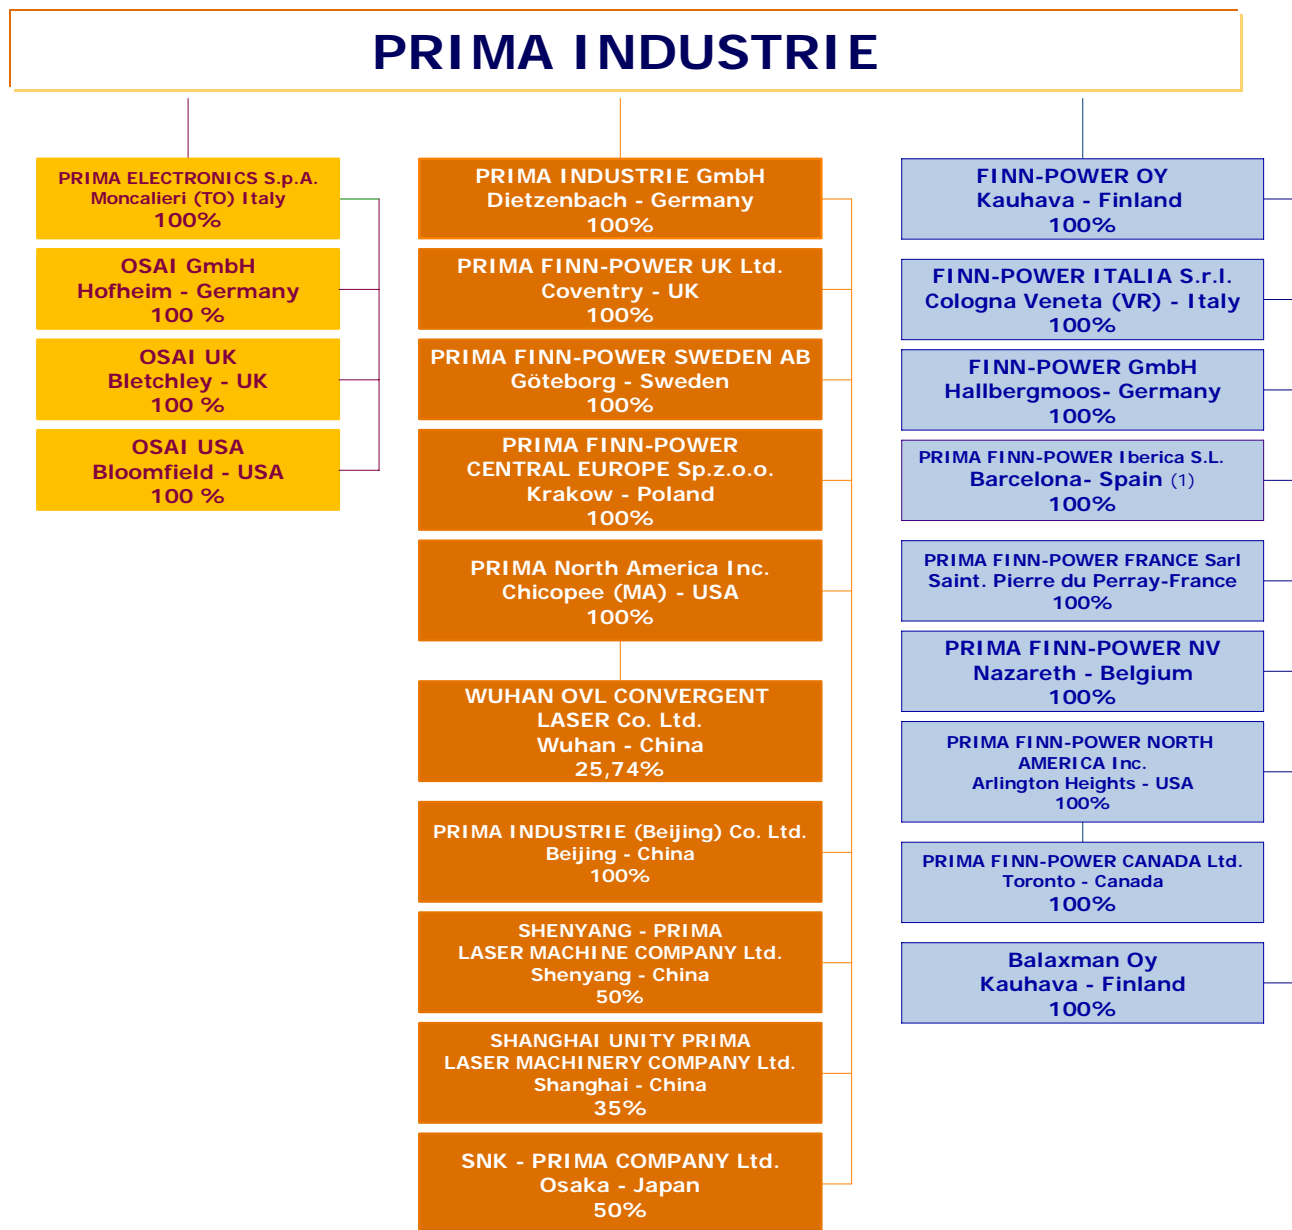 PRIMA INDUSTRIE
PRIMA ELECTRONICS S.p.A.
Moncalieri (TO) Italy
100%
OSAI GmbH
Hofheim - Germany
100 %
OSAI UK
Bletchley - UK
100 %
OSAI USA
Bloomfield - USA
100 %
PRIMA INDUSTRIE GmbH
Dietzenbach - Germany
100%
PRIMA FINN-POWER UK Ltd.
Coventry - UK
100%
PRIMA FINN-POWER SWEDEN AB
Göteborg - Sweden
100%
PRIMA FINN-POWER
CENTRAL EUROPE Sp.z.o.o.
Krakow - Poland
100%
PRIMA North America Inc.
Chicopee (MA) - USA
100%
WUHAN OVL CONVERGENT
LASER Co. Ltd.
Wuhan - China
25,74%
PRIMA INDUSTRIE (Beijing) Co. Ltd.
Beijing - China
100%
SHENYANG - PRIMA
LASER MACHINE COMPANY Ltd.
Shenyang - China
50%
SHANGHAI UNITY PRIMA
LASER MACHINERY COMPANY Ltd.
Shanghai - China
35%
SNK - PRIMA COMPANY Ltd.
Osaka - Japan
50%
FINN-POWER OY
Kauhava - Finland
100%
FINN-POWER ITALIA S.r.l.
Cologna Veneta (VR) - Italy
100%
FINN-POWER GmbH
Hallbergmoos- Germany
100%
PRIMA FINN-POWER Iberica S.L.
Barcelona- Spain (1)
100%
PRIMA FINN-POWER FRANCE Sarl
Saint. Pierre du Perray-France
100%
PRIMA FINN-POWER NV
Nazareth - Belgium
100%
PRIMA FINN-POWER NORTH
AMERICA Inc.
Arlington Heights - USA
100%
PRIMA FINN-POWER CANADA Ltd.
Toronto - Canada
100%
Balaxman Oy
Kauhava - Finland
100%